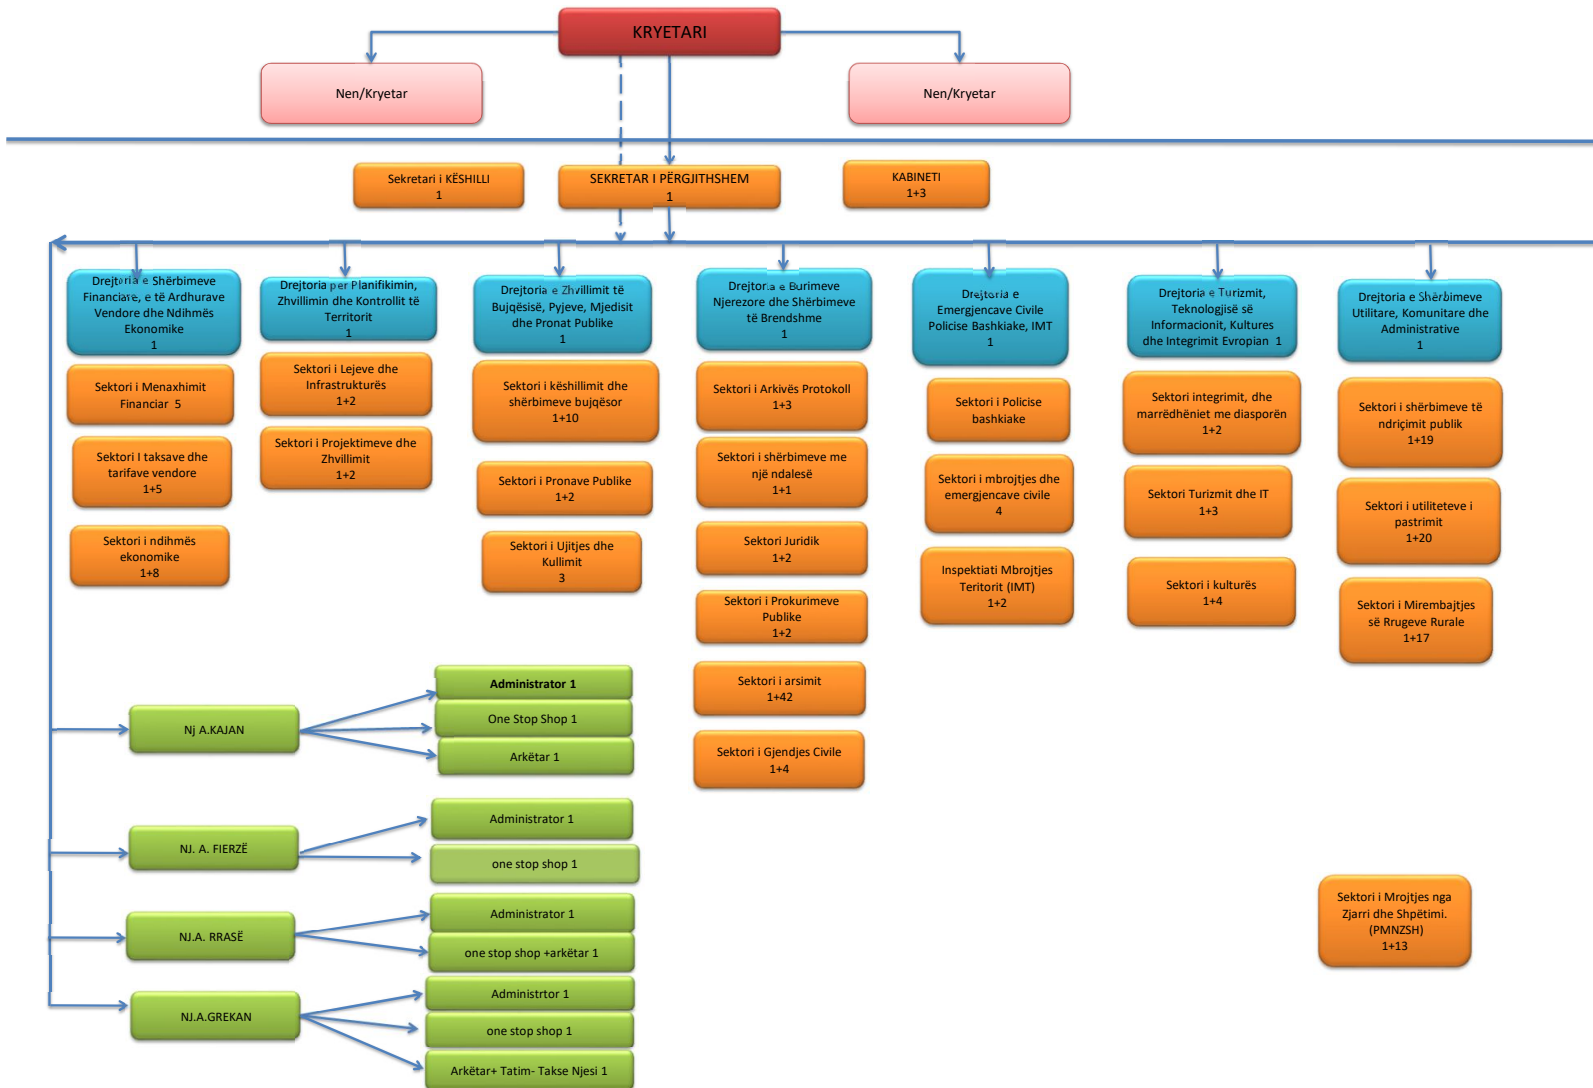 KRYETARI
Nen/Kryetar
Nen/Kryetar
Sekretari i KËSHILLI
1
SEKRETAR I PËRGJITHSHEM
1
KABINETI
1+3
Drejtoria e Shërbimeve
Financiare, e të Ardhurave
Vendore dhe Ndihmës
Ekonomike
1
Sektori i Menaxhimit
Financiar 5
Sektori I taksave dhe
tarifave vendore
1+5
Sektori i ndihmës
ekonomike
1+8
Drejtoria per Planifikimin,
Zhvillimin dhe Kontrollit të
Territorit
1
Sektori i Lejeve dhe
Infrastrukturës
1+2
Sektori i Projektimeve dhe
Zhvillimit
1+2
Drejtoria e Zhvillimit të
Bujqësisë, Pyjeve, Mjedisit
dhe Pronat Publike
1
Sektori i këshillimit dhe
shërbimeve bujqësor
1+10
Sektori i Pronave Publike
1+2
Sektori i Ujitjes dhe
Kullimit
3
Drejtoria e Burimeve
Njerezore dhe Shërbimeve
të Brendshme
1
Sektori i Arkivës Protokoll
1+3
Sektori i shërbimeve me
një ndalesë
1+1
Sektori Juridik
1+2
Sektori i Prokurimeve
Publike
1+2
Sektori i arsimit
1+42
Sektori i Gjendjes Civile
1+4
Drejtoria e
Emergjencave Civile
Policise Bashkiake, IMT
1
Sektori i Policise
bashkiake
Sektori i mbrojtjes dhe
emergjencave civile
4
Inspektiati Mbrojtjes
Teritorit (IMT)
1+2
Drejtoria e Turizmit,
Teknologjisë së
Informacionit, Kultures
dhe Integrimit Evropian 1
Sektori integrimit, dhe
marrëdhëniet me diasporën
1+2
Sektori Turizmit dhe IT
1+3
Sektori i kulturës
1+4
Drejtoria e Shërbimeve
Utilitare, Komunitare dhe
Administrative
1
Sektori i shërbimeve të
ndriçimit publik
1+19
Sektori i utiliteteve i
pastrimit
1+20
Sektori i Mirembajtjes
së Rrugeve Rurale
1+17
Nj A.KAJAN
Administrator 1
One Stop Shop 1
Arkëtar 1
NJ. A. FIERZË
Administrator 1
one stop shop 1
NJ.A. RRASË
Administrator 1
one stop shop +arkëtar 1
NJ.A.GREKAN
Administrtor 1
one stop shop 1
Arkëtar+ Tatim- Takse Njesi 1
Sektori i Mrojtjes nga
Zjarri dhe Shpëtimi.
(PMNZSH)
1+13